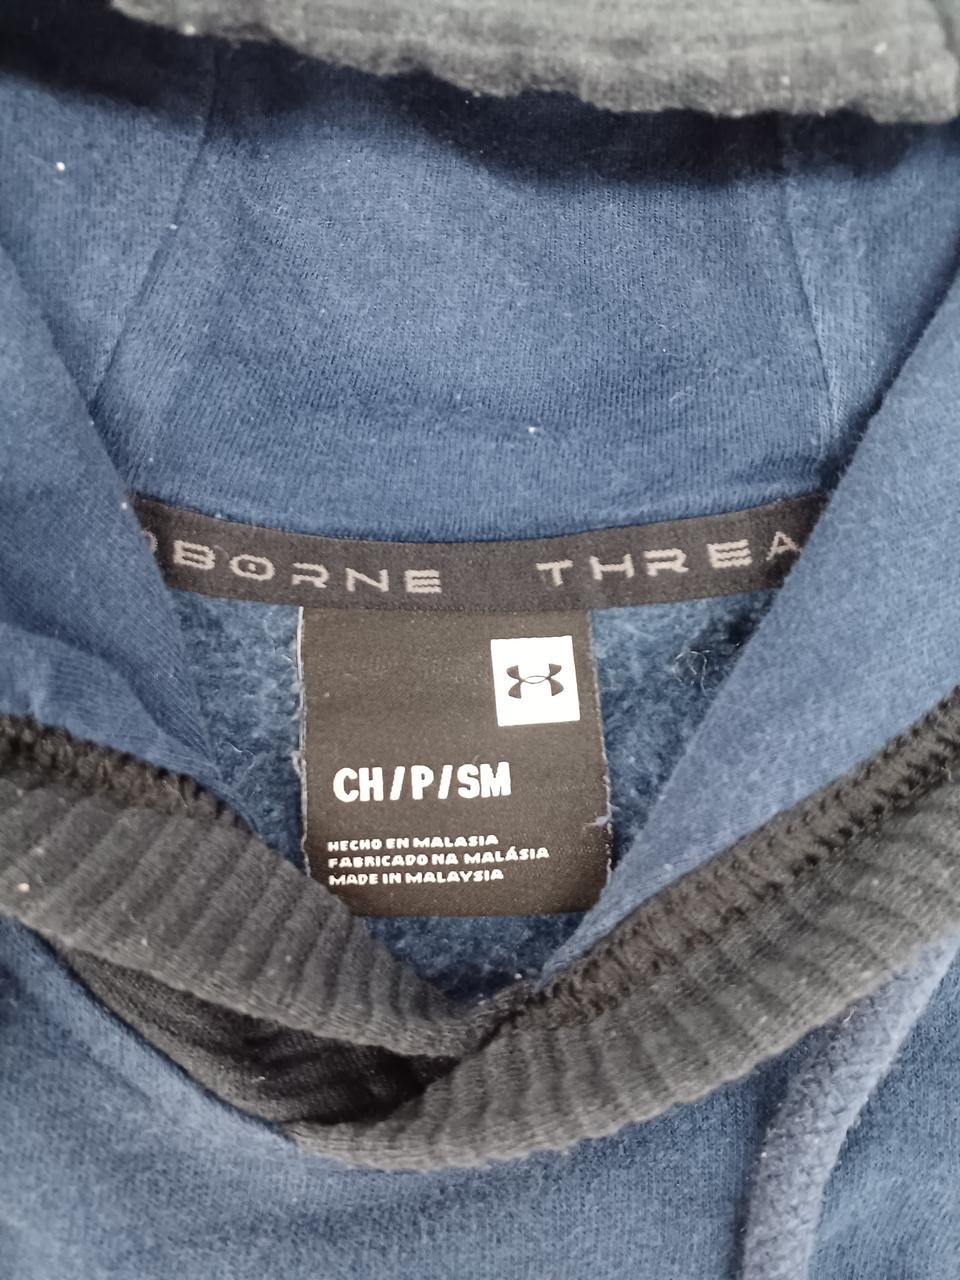 BORNE THREA
CH/P/SM
HECHO EN MALASIA
FABRICADO NA MALÁSIA
MADE IN MALAYSIA